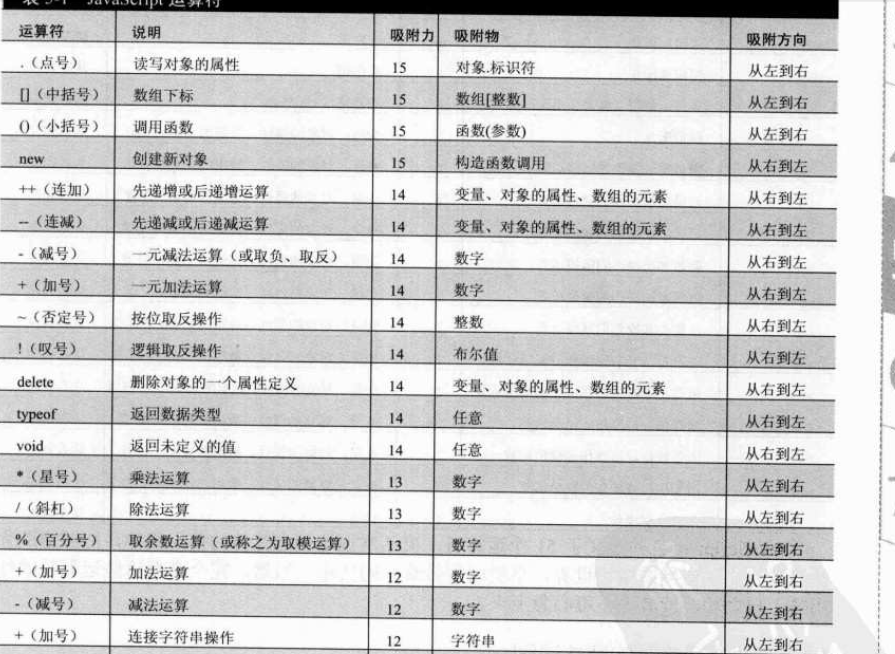 表 5-1 JavaScript 运算符
运算符 说明 吸附力 吸附物 吸附方向
.（点号） 读写对象的属性 15 对象.标识符 从左到右
[]（中括号） 数组下标 15 数组[整数] 从左到右
()（小括号） 调用函数 15 函数(参数) 从左到右
new 创建新对象 15 构造函数调用 从右到左
++（连加） 先递增或后递增运算 14 变量、对象的属性、数组的元素 从右到左
--（连减） 先递减或后递减运算 14 变量、对象的属性、数组的元素 从右到左
-（减号） 一元减法运算（或取负、取反） 14 数字 从右到左
+（加号） 一元加法运算 14 数字 从右到左
~（否定号） 按位取反操作 14 整数 从右到左
!（叹号） 逻辑取反操作 14 布尔值 从右到左
delete 删除对象的一个属性定义 14 变量、对象的属性、数组的元素 从右到左
typeof 返回数据类型 14 任意 从右到左
void 返回未定义的值 14 任意 从右到左
*（星号） 乘法运算 13 数字 从左到右
/（斜杠） 除法运算 13 数字 从左到右
%（百分号） 取余数运算（或称之为取模运算） 13 数字 从左到右
+（加号） 加法运算 12 数字 从左到右
-（减号） 减法运算 12 数字 从左到右
+（加号） 连接字符串操作 12 字符串 从左到右